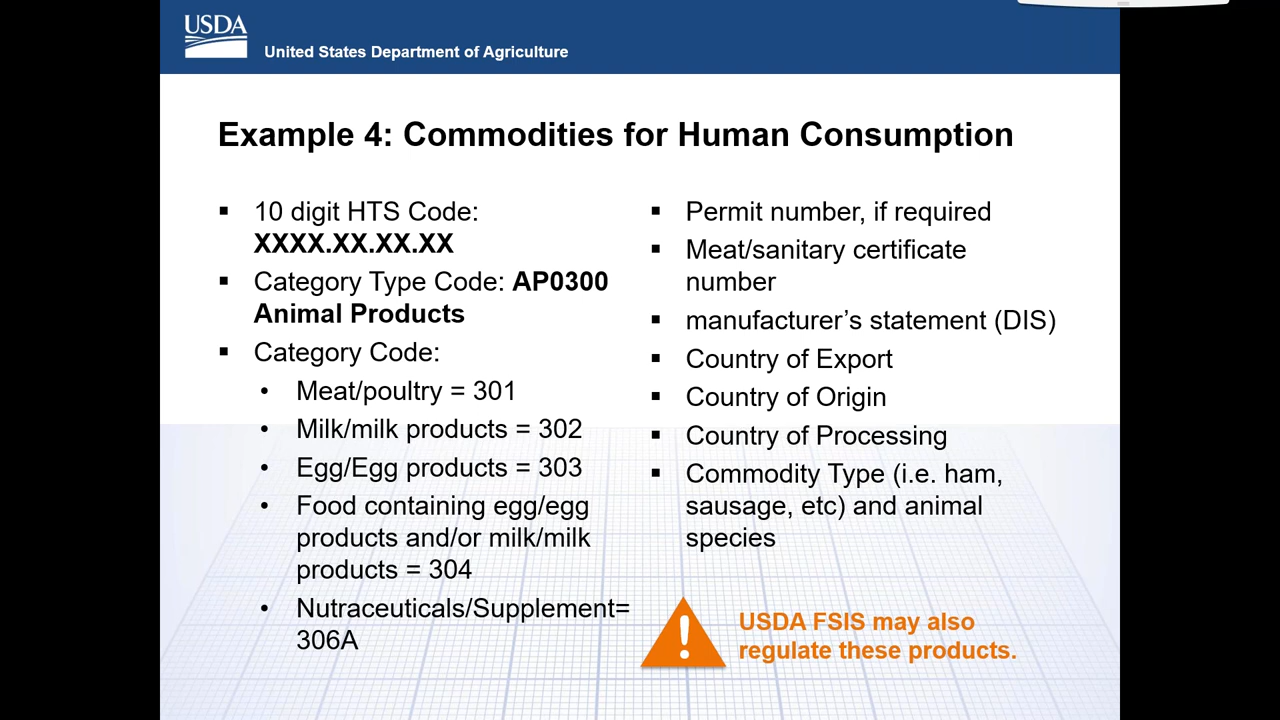 USDA
United States Department of Agriculture
Example 4: Commodities for Human Consumption
▪ 10 digit HTS Code:
XXXX.XX.XX.XX
▪ Category Type Code: AP0300
Animal Products
▪ Category Code:
• Meat/poultry = 301
• Milk/milk products = 302
• Egg/Egg products = 303
• Food containing egg/egg
products and/or milk/milk
products = 304
• Nutraceuticals/Supplement=
306A
▪ Permit number, if required
▪ Meat/sanitary certificate
number
▪ manufacturer’s statement (DIS)
▪ Country of Export
▪ Country of Origin
▪ Country of Processing
▪ Commodity Type (i.e. ham,
sausage, etc) and animal
species
USDA FSIS may also
regulate these products.